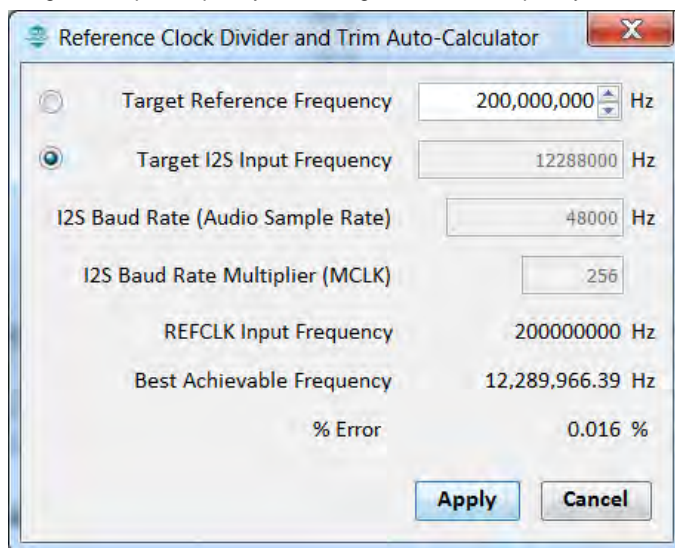 Reference Clock Divider and Trim Auto-Calculator
Target Reference Frequency 200,000,000 Hz
Target I2S Input Frequency 12288000 Hz
I2S Baud Rate (Audio Sample Rate) 48000 Hz
I2S Baud Rate Multiplier (MCLK) 256
REFCLK Input Frequency 200000000 Hz
Best Achievable Frequency 12,289,966.39 Hz
% Error 0.016 %
Apply Cancel